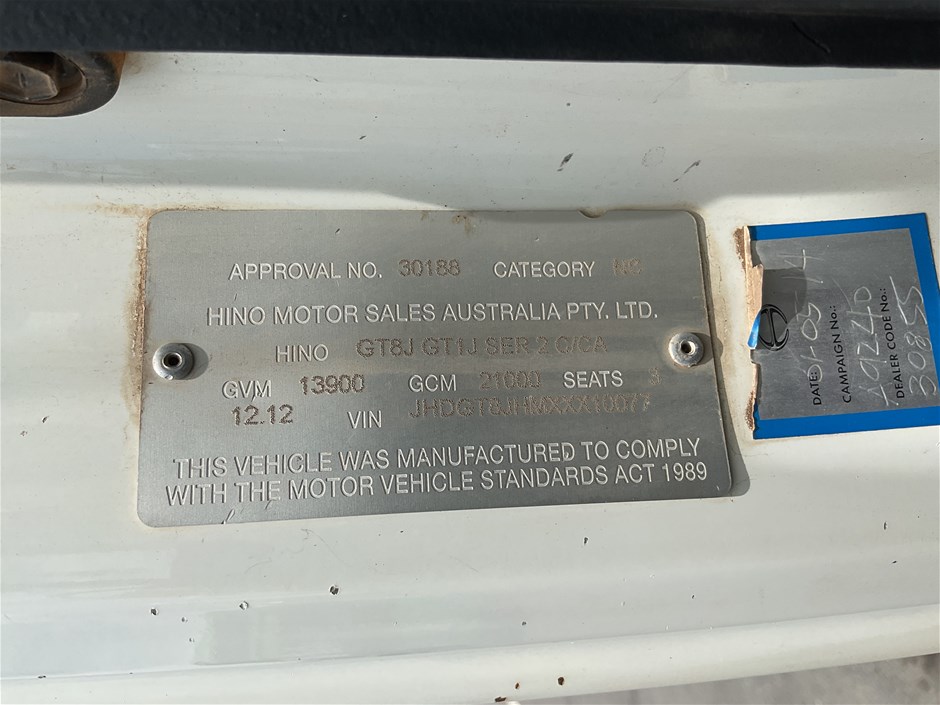 APPROVAL NO. 30188 CATEGORY
HINO MOTOR SALES AUSTRALIA PTY. LTD.
HINO GT8J GT1J SER 2 C/CA
GVM 13900 GCM 21000 SEATS 3
12.12 VIN JHDGT8JHMXXX10077
THIS VEHICLE WAS MANUFACTURED TO COMPLY
WITH THE MOTOR VEHICLE STANDARDS ACT 1989
DATE:
CAMPAIGN No.:
DEALER CODE No.:
30855